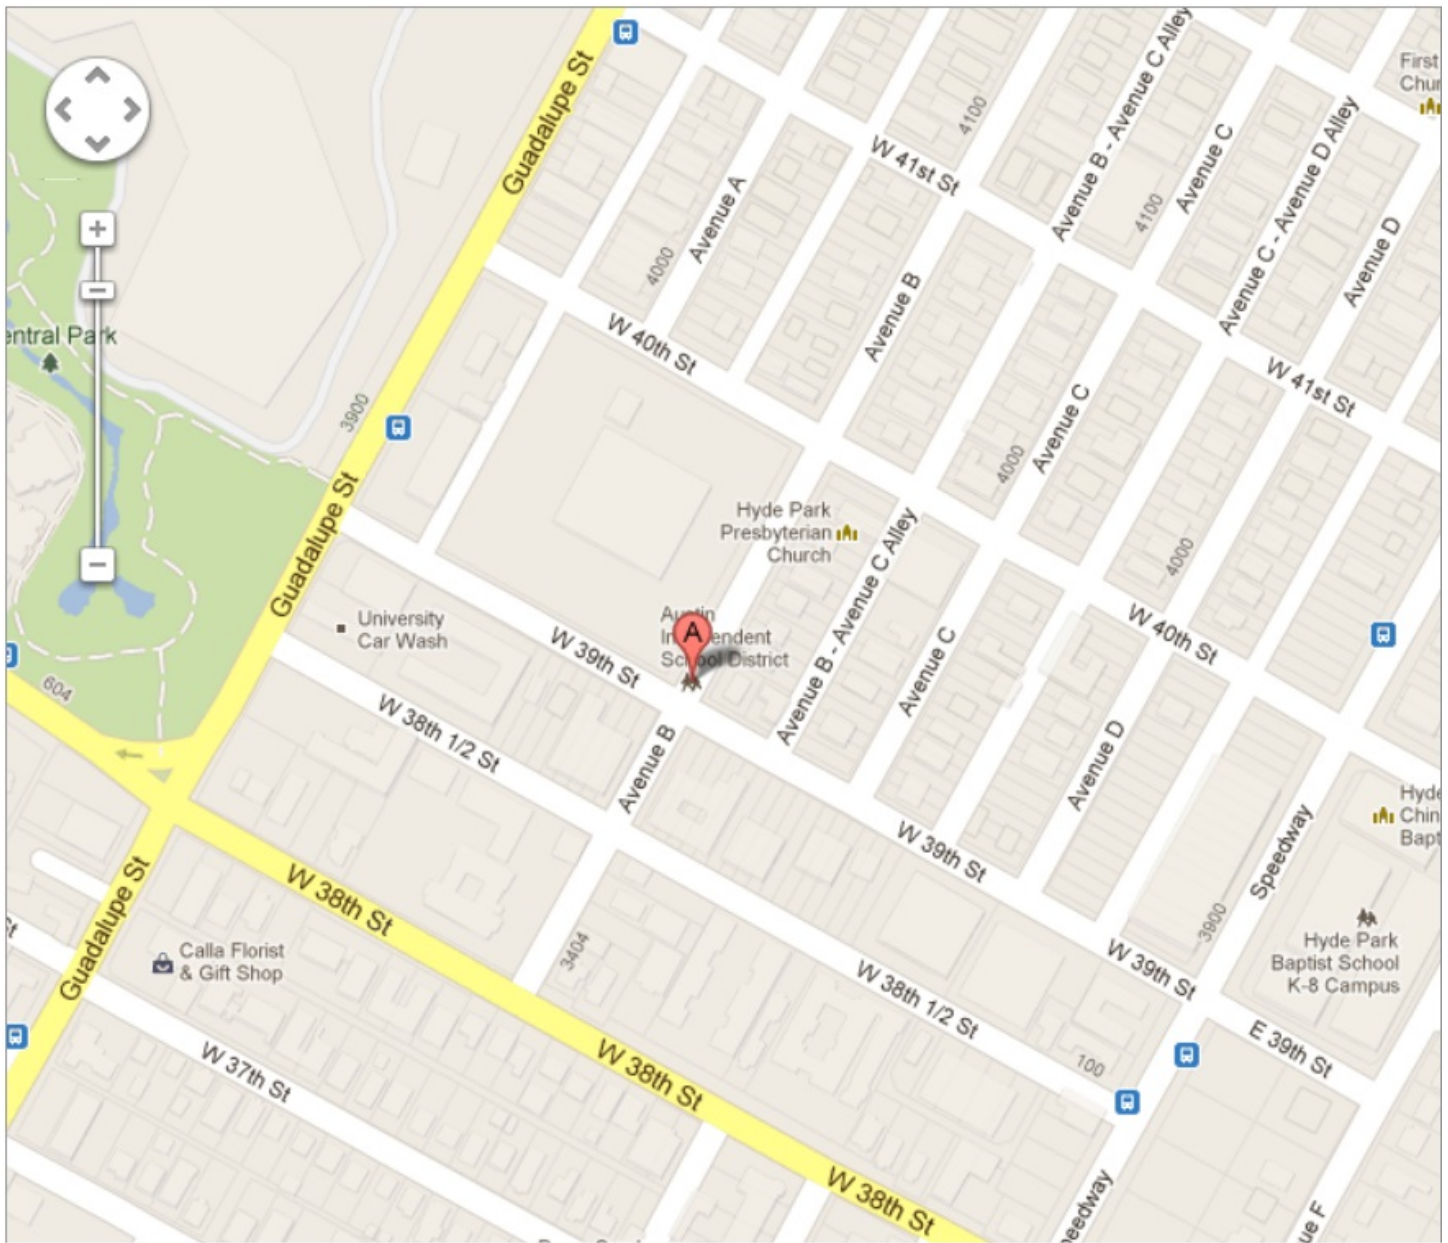 Guadalupe St
First
Chur
4100
Avenue B - Avenue C Alley
Avenue C
Avenue C - Avenue D Alley
W 41st St
4100
Avenue A
Avenue D
4000
Avenue B
entral Park
W 40th St
W 41st St
3900
Avenue C
4000
Guadalupe St
Hyde Park
Presbyterian
Church
Avenue B - Avenue C Alley
4000
University
Car Wash
Austin
Independent
School District
A
W 39th St
W 40th St
Avenue C
604
W 38th 1/2 St
Avenue B
Avenue D
Hyde
Chin
Bapt
Speedway
W 39th St
Guadalupe St
W 38th St
3900
St
Calla Florist
& Gift Shop
3404
Hyde Park
Baptist School
K-8 Campus
W 39th St
W 38th 1/2 St
E 39th St
W 37th St
W 38th St
100
W 38th St
peedway
ue F